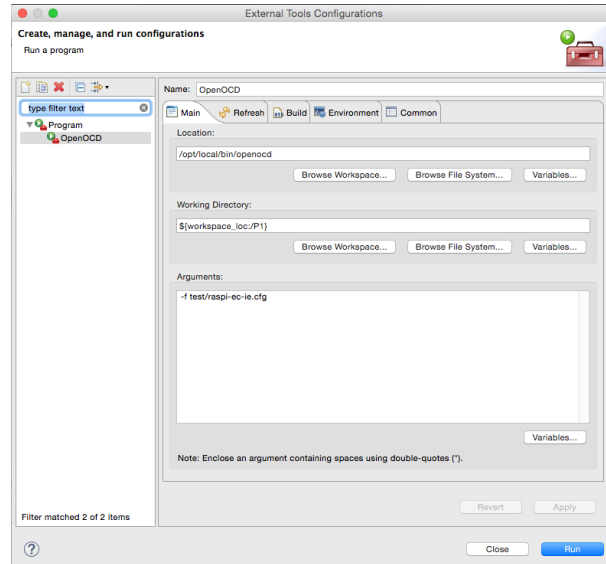 External Tools Configurations
Create, manage, and run configurations
Run a program
type filter text
Program
OpenOCD
Filter matched 2 of 2 items
Name: OpenOCD
Main Refresh Build Environment Common
Location:
/opt/local/bin/openocd
Browse Workspace... Browse File System... Variables...
Working Directory:
${workspace_loc:/P1}
Browse Workspace... Browse File System... Variables...
Arguments:
-f test/raspi-ec-ie.cfg
Variables...
Note: Enclose an argument containing spaces using double-quotes (").
Revert Apply
Close Run